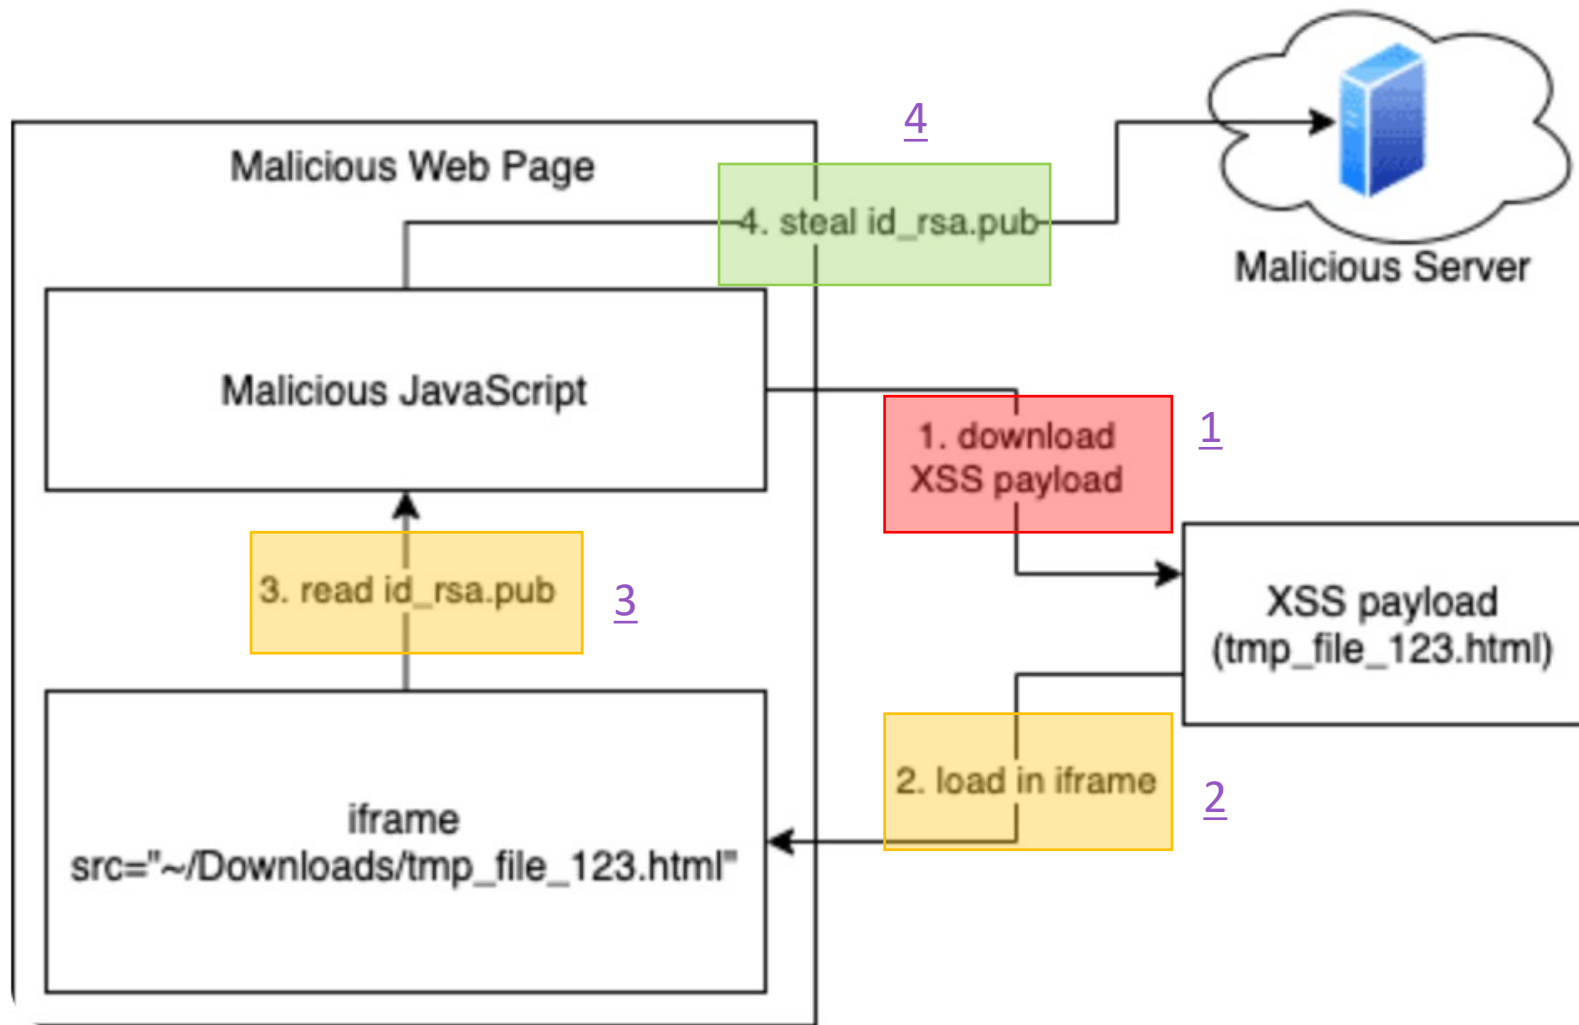 4
Malicious Web Page
4. steal id_rsa.pub
Malicious Server
Malicious JavaScript
1. download
XSS payload
1
3. read id_rsa.pub
3
XSS payload
(tmp_file_123.html)
2. load in iframe
2
iframe
src="~/Downloads/tmp_file_123.html"